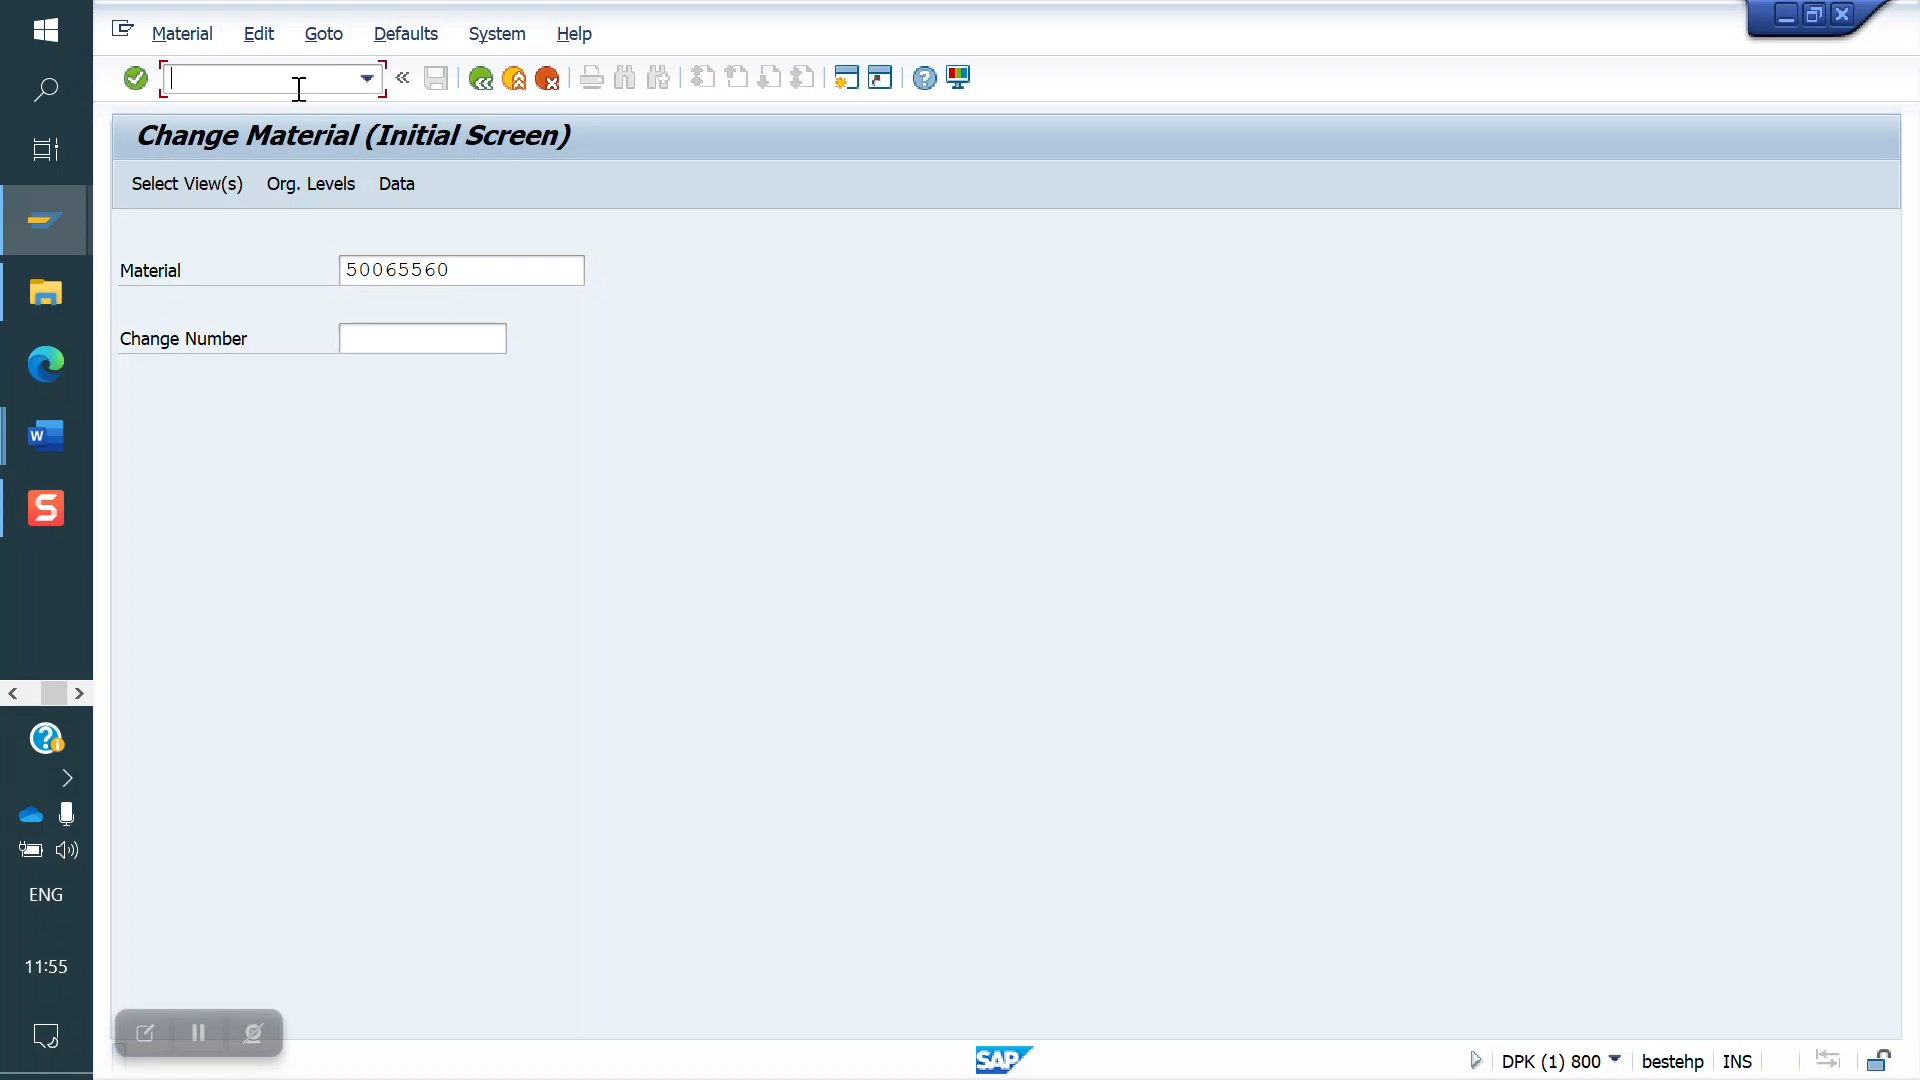 Material Edit Goto Defaults System Help
Change Material (Initial Screen)
Select View(s) Org. Levels Data
Material 50065560
Change Number
W
S
ENG
11:55
SAP
DPK (1) 800 bestehp INS